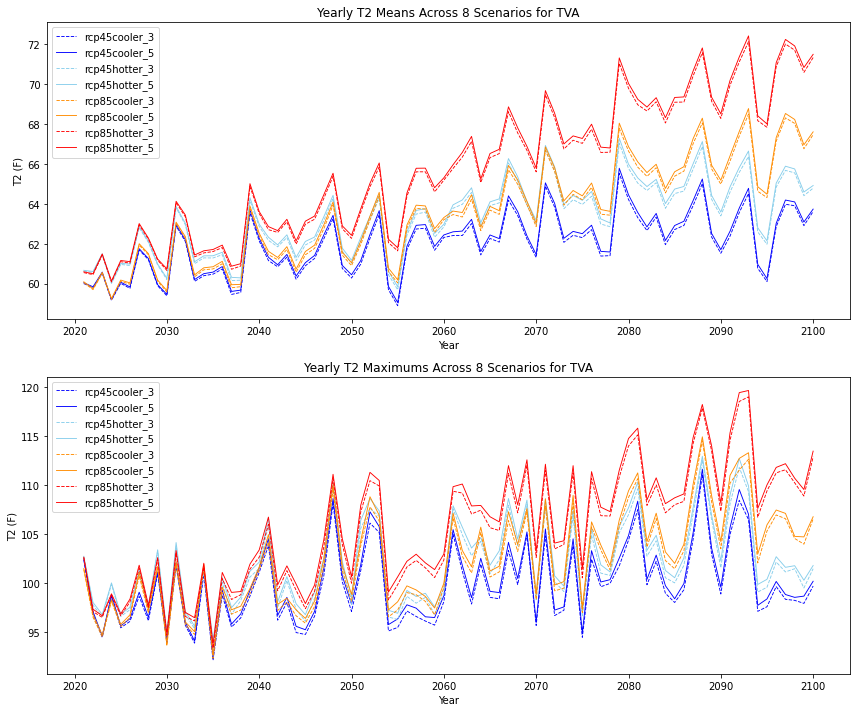 Yearly T2 Means Across 8 Scenarios for TVA
rcp45cooler_3
rcp45cooler_5
rcp45hotter_3
rcp45hotter_5
rcp85cooler_3
rcp85cooler_5
rcp85hotter_3
rcp85hotter_5
72
70
68
66
64
62
60
T2 (F)
2020 2030 2040 2050 2060 2070 2080 2090 2100
Year
Yearly T2 Maximums Across 8 Scenarios for TVA
rcp45cooler_3
rcp45cooler_5
rcp45hotter_3
rcp45hotter_5
rcp85cooler_3
rcp85cooler_5
rcp85hotter_3
rcp85hotter_5
120
115
110
105
100
95
T2 (F)
2020 2030 2040 2050 2060 2070 2080 2090 2100
Year